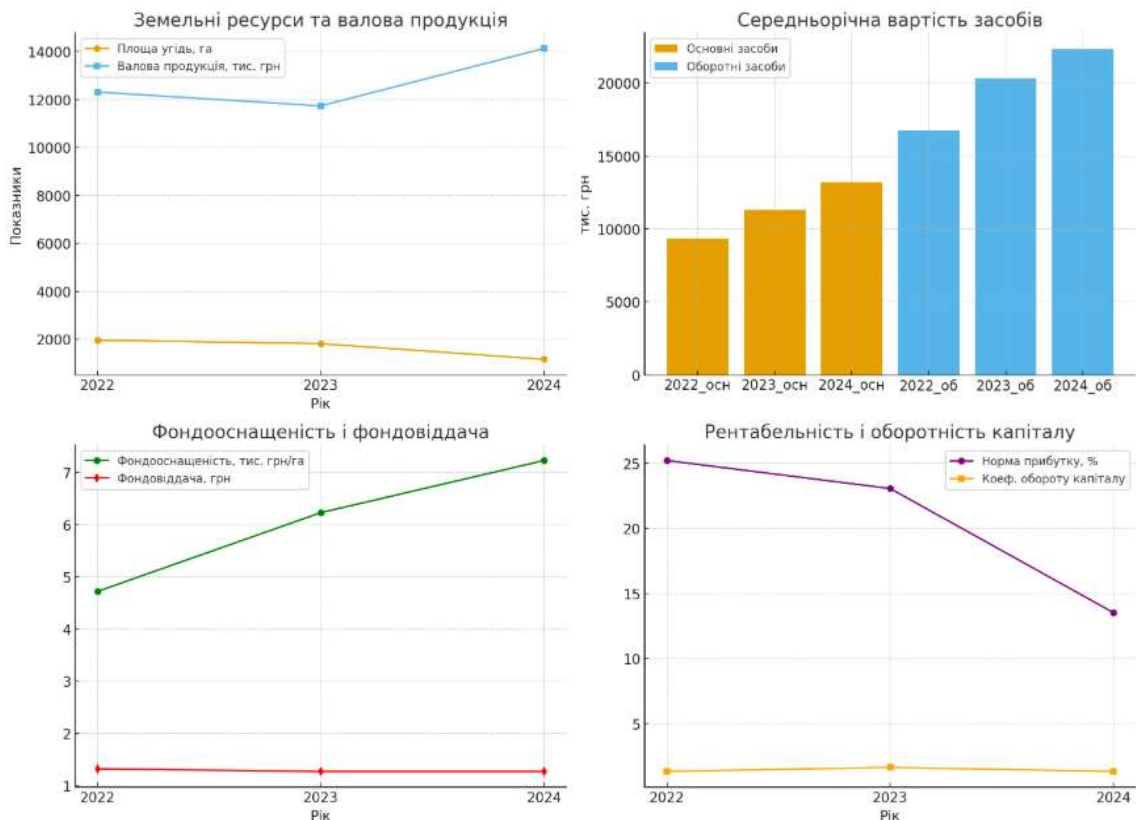 Земельні ресурси та валова продукція
Площа угідь, га
Валова продукція, тис. грн
14000
12000
10000
8000
6000
4000
2000
Показники
2022
2023
2024
Рік
Середньорічна вартість засобів
Основні засоби
Оборотні засоби
20000
15000
10000
5000
0
тис. грн
2022_осн
2023_осн
2024_осн
2022_об
2023_об
2024_об
Фондооснащеність і фондовіддача
Фондооснащеність, тис. грн/га
Фондовіддача, грн
7
6
5
4
3
2
1
2022
2023
2024
Рік
Рентабельність і оборотність капіталу
Норма прибутку, %
Коеф. обороту капіталу
25
20
15
10
5
2022
2023
2024
Рік